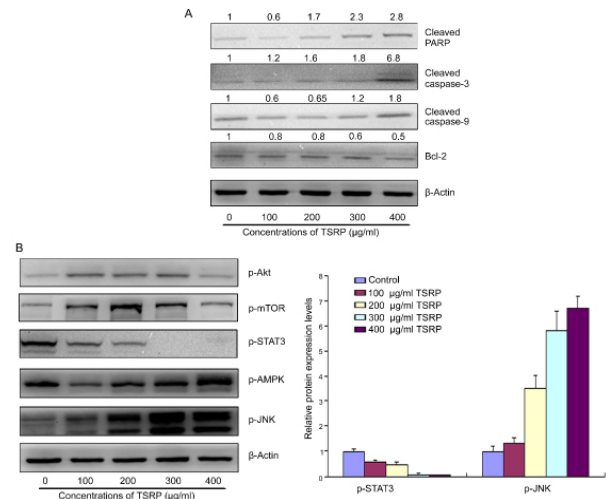 A
1 0.6 1.7 2.3 2.8
Cleaved
PARP
1 1.2 1.6 1.8 6.8
Cleaved
caspase-3
1 0.6 0.65 1.2 1.8
Cleaved
caspase-9
1 0.8 0.8 0.6 0.5
Bcl-2
β-Actin
0 100 200 300 400
Concentrations of TSRP (µg/ml)
B
p-Akt
p-mTOR
p-STAT3
p-AMPK
p-JNK
β-Actin
0 100 200 300 400
Concentrations of TSRP (µg/ml)
Relative protein expression levels
8
7
6
5
4
3
2
1
0
Control
100 µg/ml TSRP
200 µg/ml TSRP
300 µg/ml TSRP
400 µg/ml TSRP
p-STAT3 p-JNK